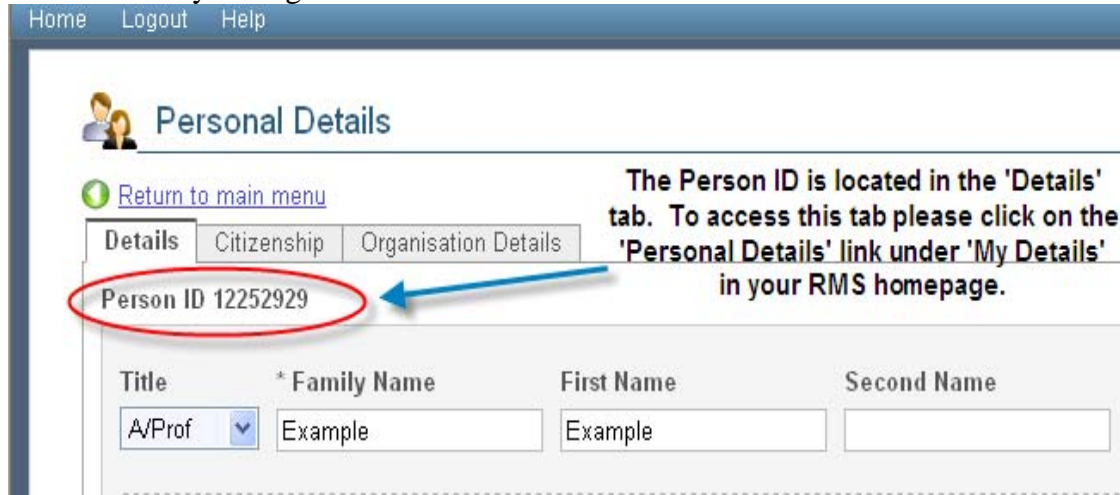 Home Logout Help
Personal Details
Return to main menu
The Person ID is located in the 'Details'
tab. To access this tab please click on the
'Personal Details' link under 'My Details'
in your RMS homepage.
Details Citizenship Organisation Details
Person ID 12252929
Title * Family Name First Name Second Name
A/Prof Example Example